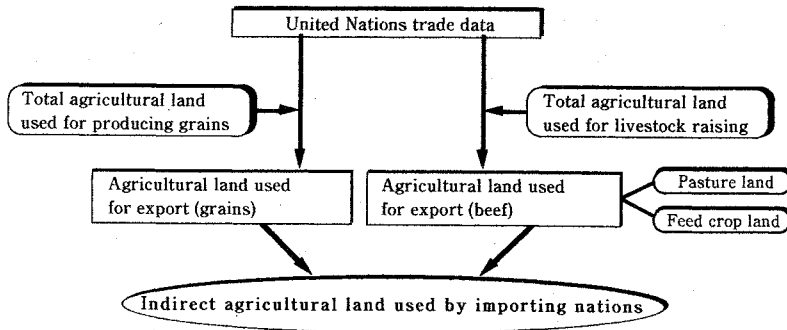 United Nations trade data
Total agricultural land
used for producing grains
Total agricultural land
used for livestock raising
Agricultural land used
for export (grains)
Agricultural land used
for export (beef)
Pasture land
Feed crop land
Indirect agricultural land used by importing nations